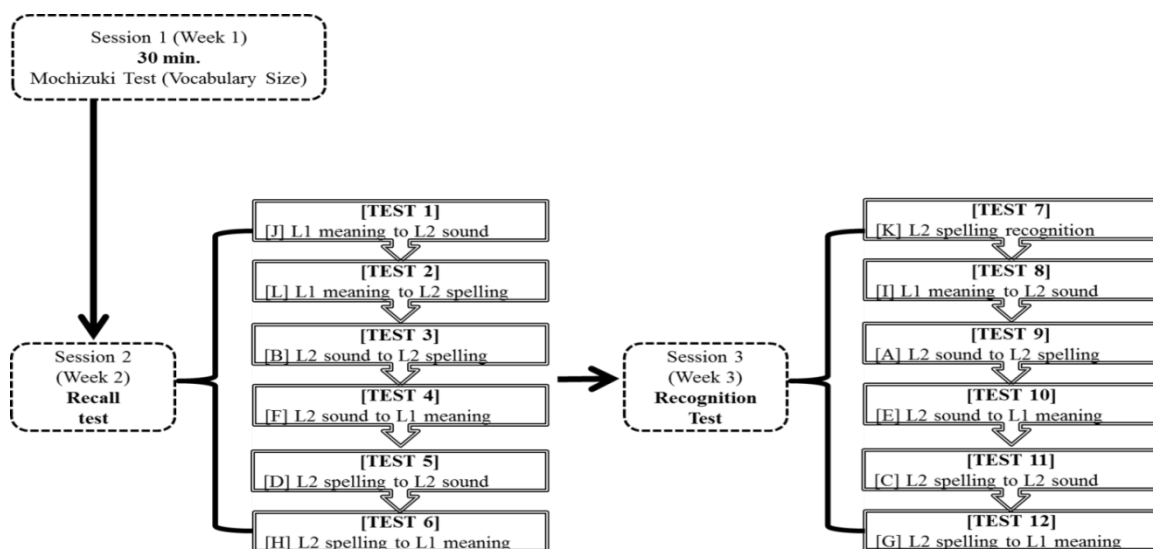 Session 1 (Week 1)
30 min.
Mochizuki Test (Vocabulary Size)
Session 2
(Week 2)
Recall
test
[TEST 1]
[J] L1 meaning to L2 sound
[TEST 2]
[L] L1 meaning to L2 spelling
[TEST 3]
[B] L2 sound to L2 spelling
[TEST 4]
[F] L2 sound to L1 meaning
[TEST 5]
[D] L2 spelling to L2 sound
[TEST 6]
[H] L2 spelling to L1 meaning
Session 3
(Week 3)
Recognition
Test
[TEST 7]
[K] L2 spelling recognition
[TEST 8]
[I] L1 meaning to L2 sound
[TEST 9]
[A] L2 sound to L2 spelling
[TEST 10]
[E] L2 sound to L1 meaning
[TEST 11]
[C] L2 spelling to L2 sound
[TEST 12]
[G] L2 spelling to L1 meaning